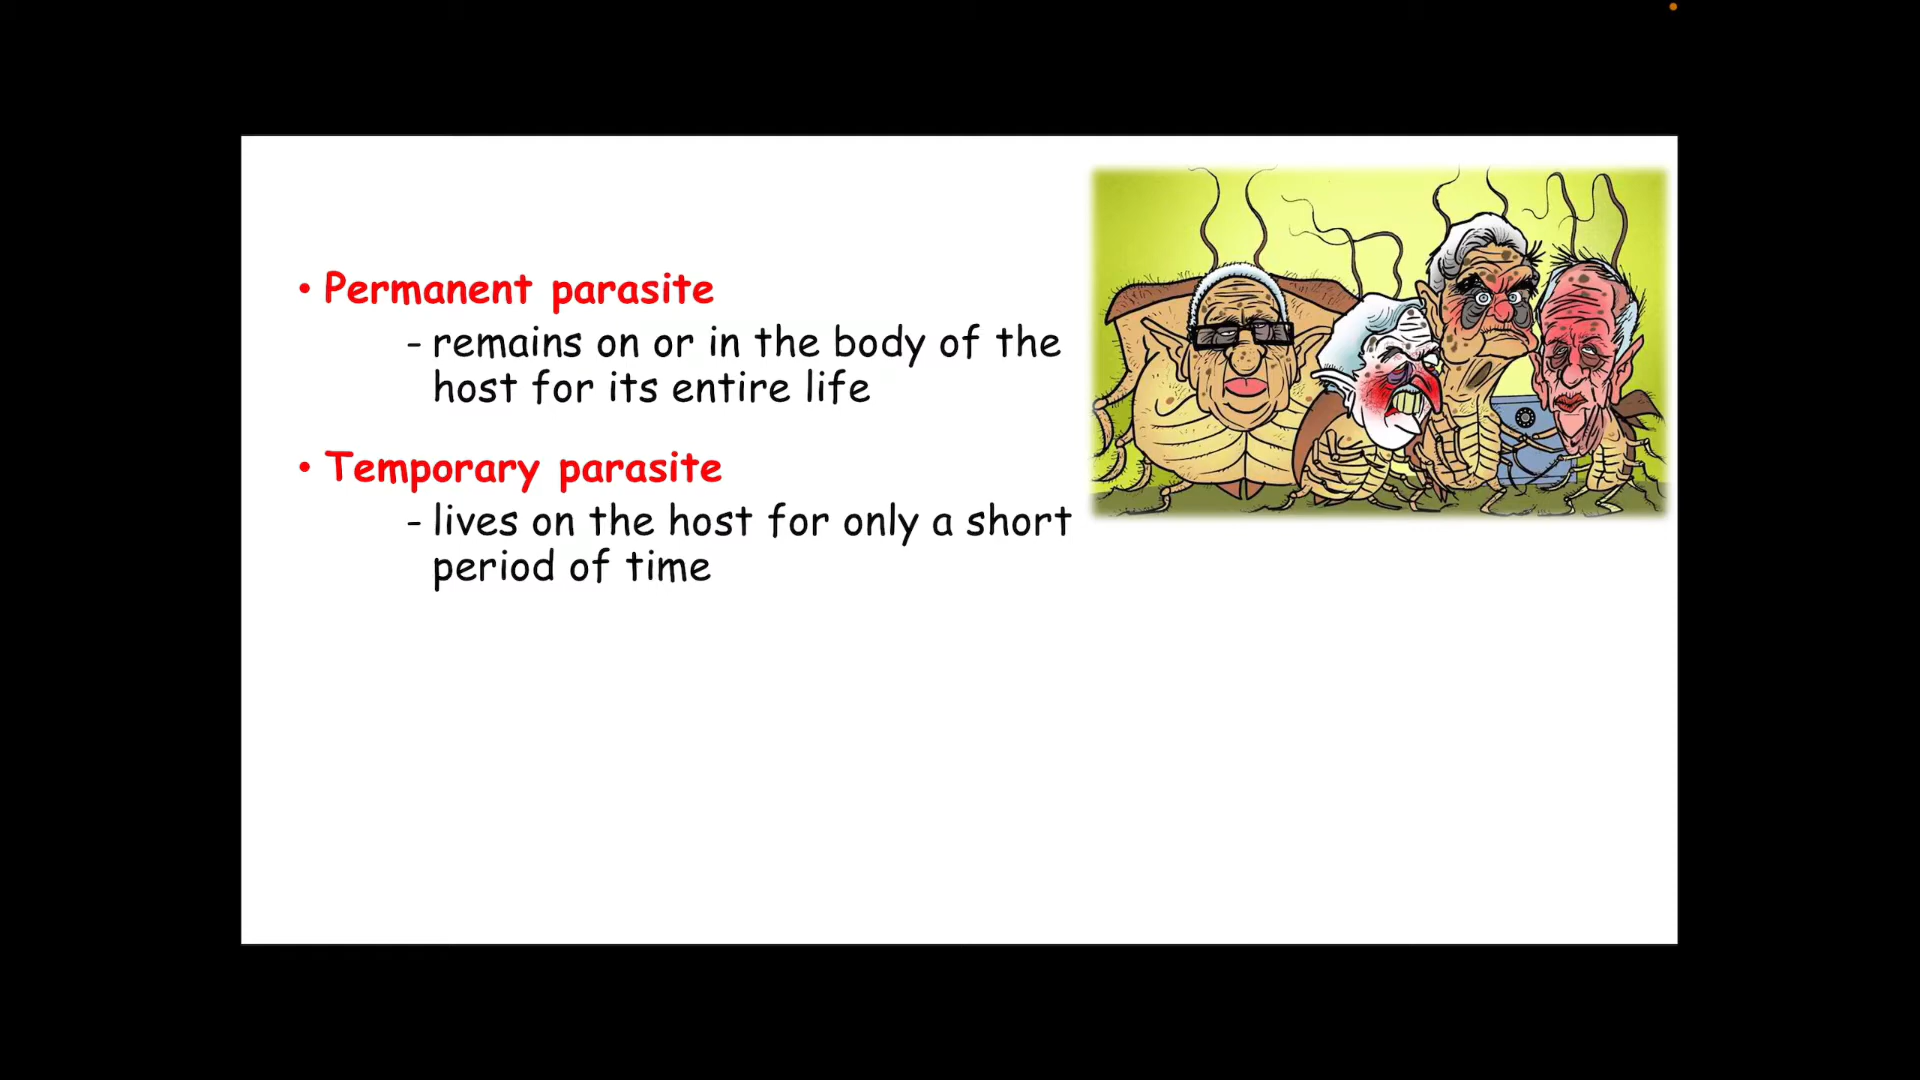 • Permanent parasite
- remains on or in the body of the
host for its entire life
• Temporary parasite
- lives on the host for only a short
period of time